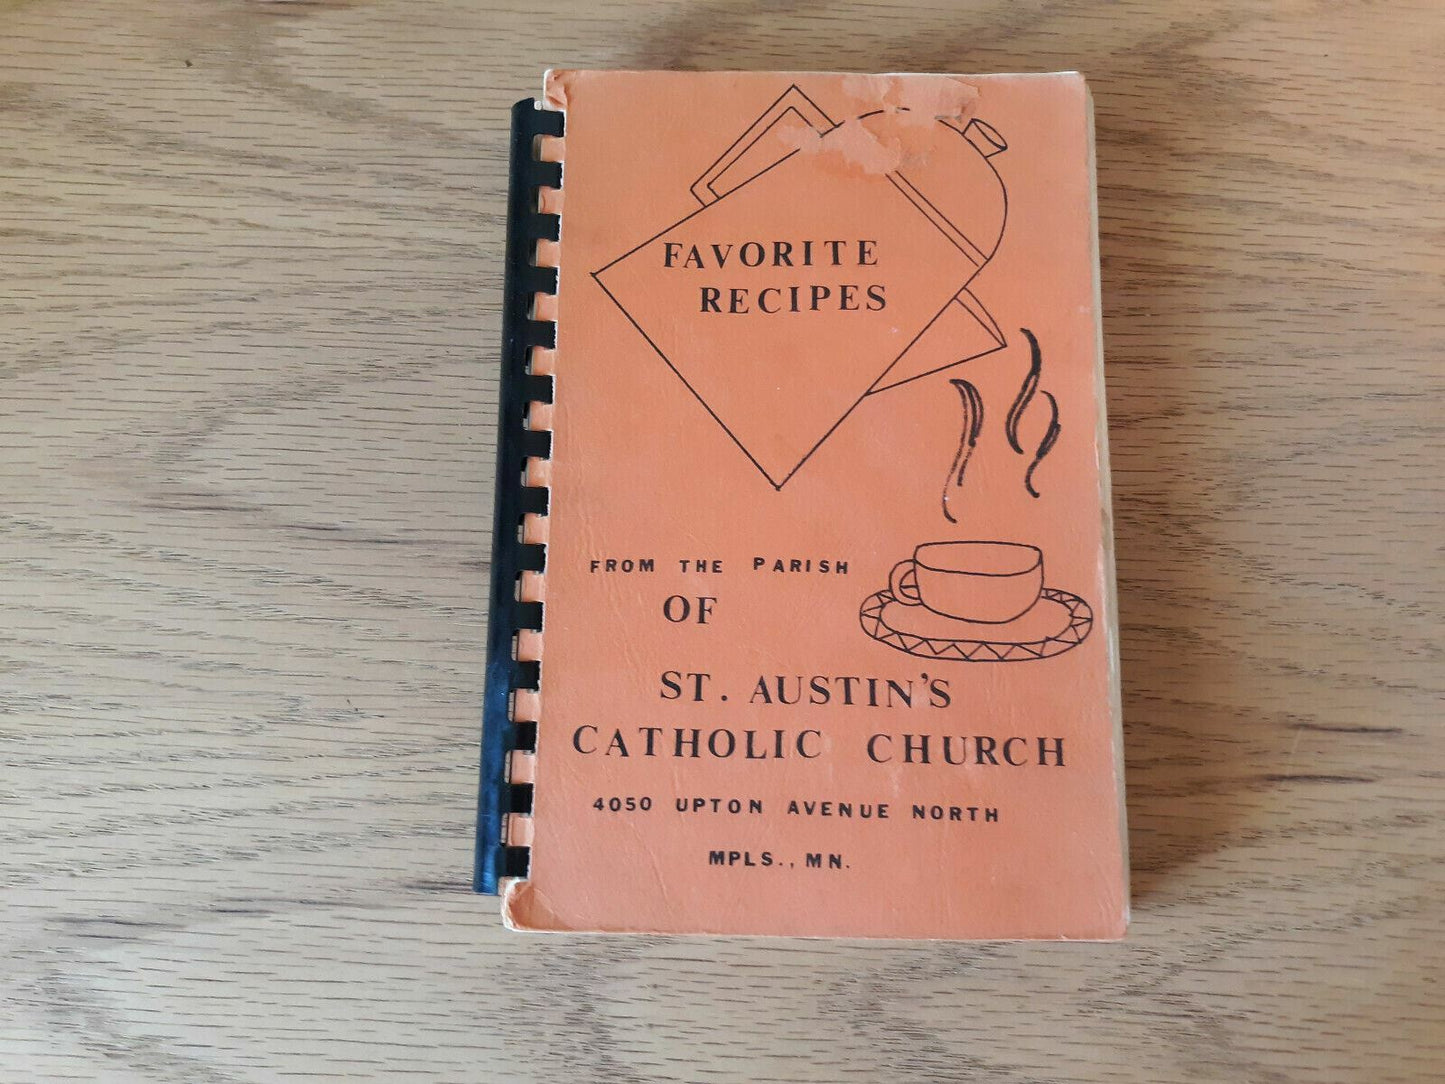 FAVORITE
RECIPES
FROM THE PARISH
OF
ST. AUSTIN'S
CATHOLIC CHURCH
4050 UPTON AVENUE NORTH
MPLS., MN.